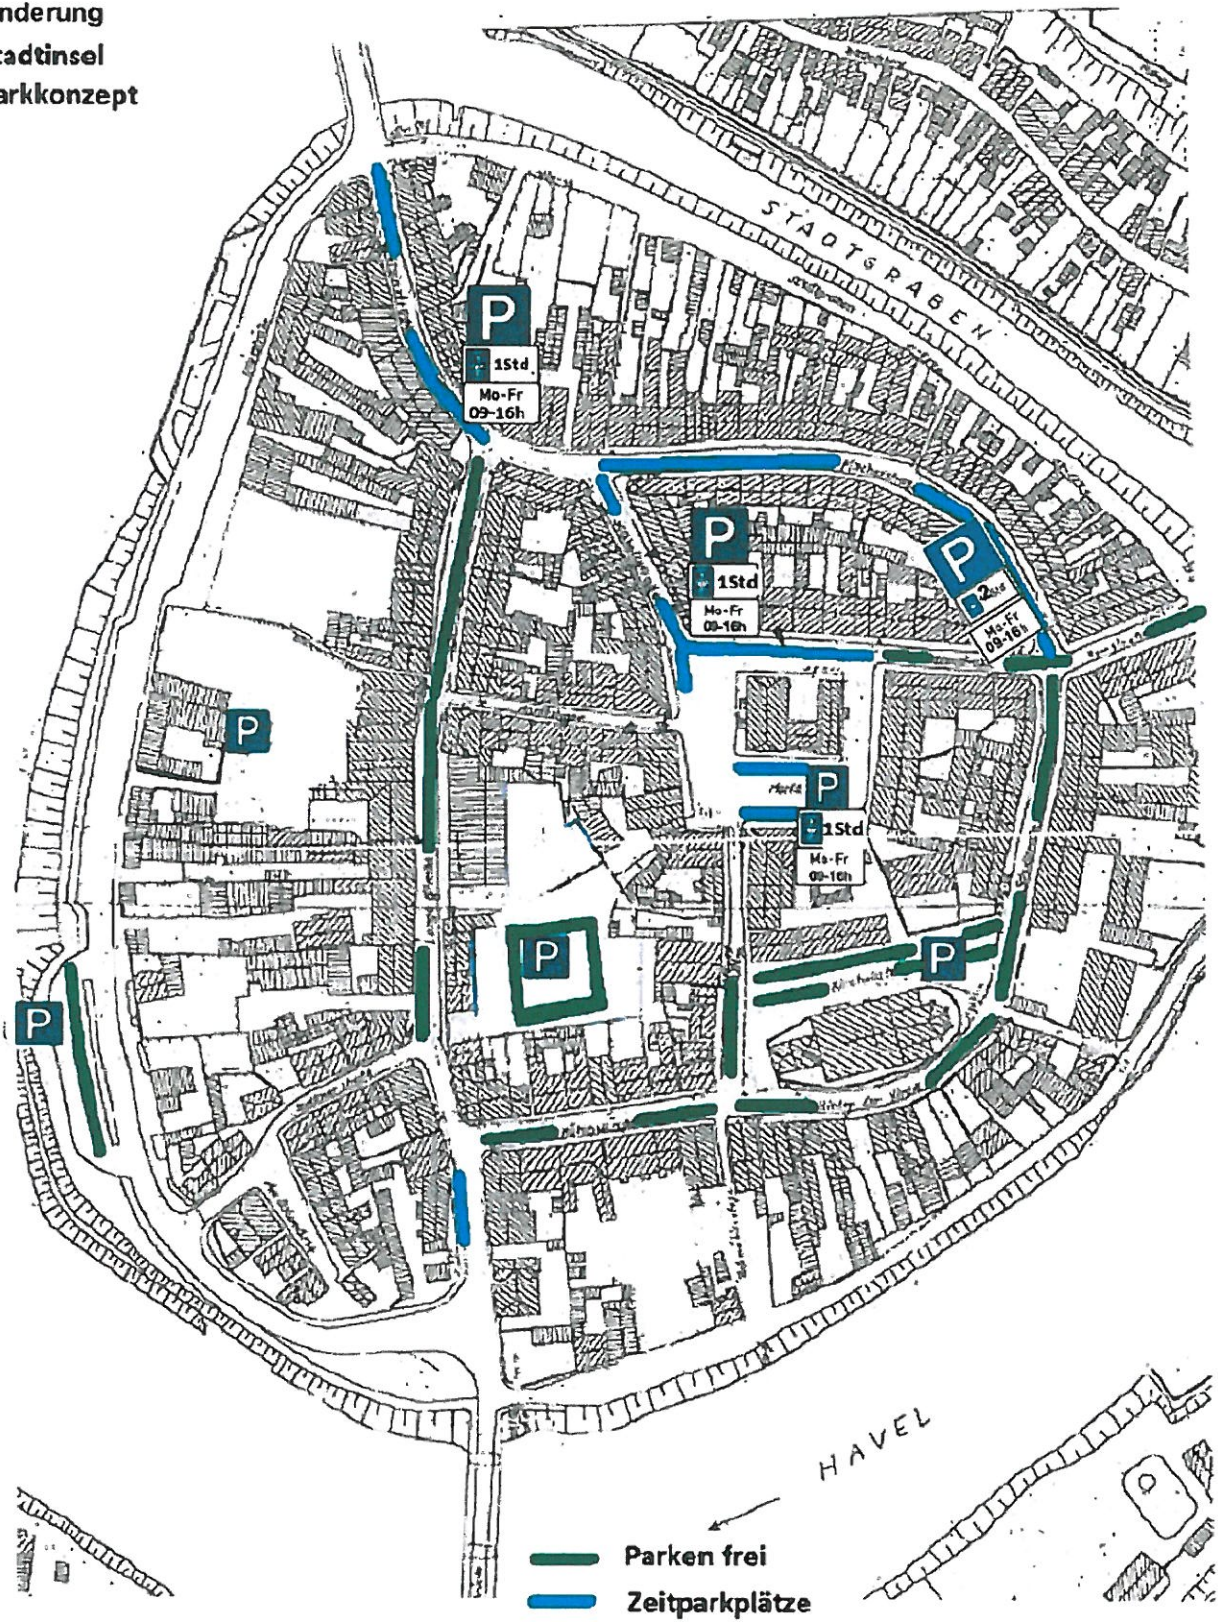 nderung
tadtinsel
arkkonzept
STADTGRABEN
P
1Std
Mo-Fr
09-16h
P
1Std
Mo-Fr
09-16h
P
2Std
Mo-Fr
09-16h
P
Markt
P
1Std
Mo-Fr
09-16h
P
P
P
HAVEL
Parken frei
Zeitparkplätze